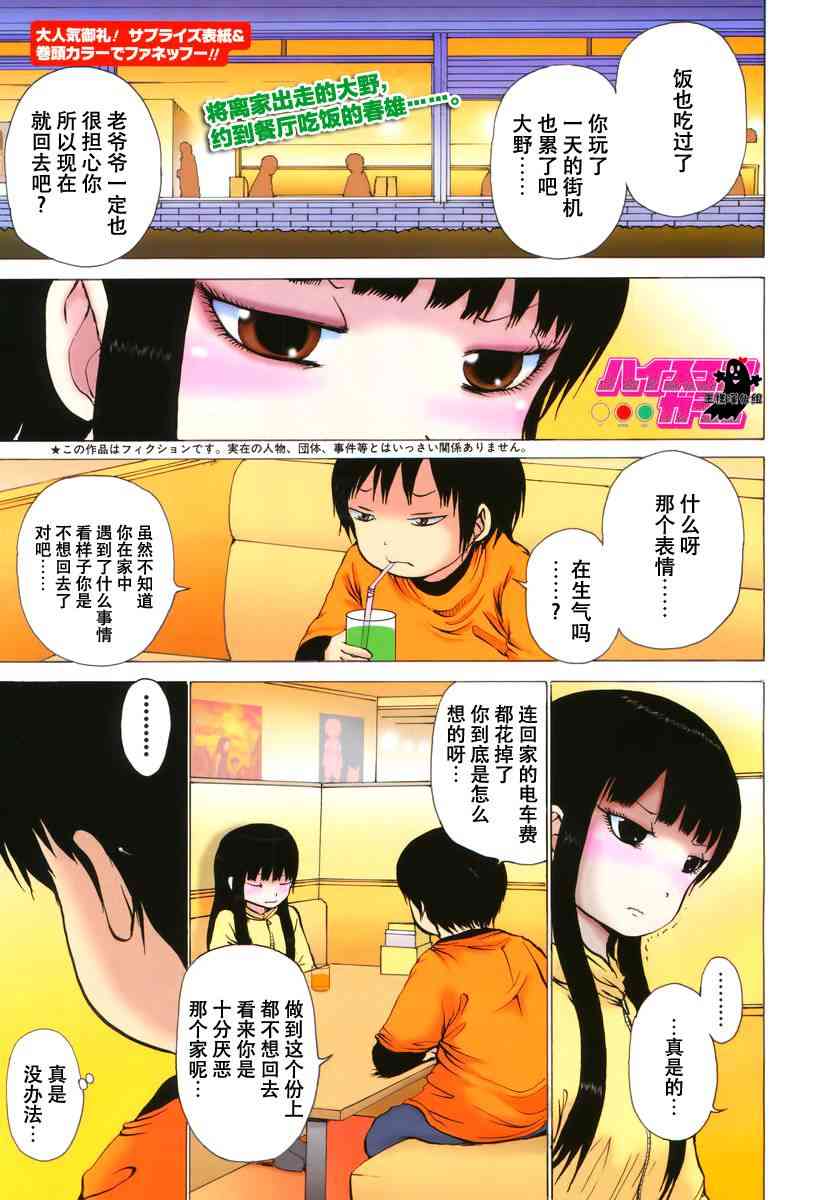 大人気御礼! サプライズ表紙&
巻頭カラーでファネッフー!!
将离家出走的大野,
约到餐厅吃饭的春雄……。
饭也吃过了
你玩了
一天的街机
也累了吧
大野……
老爷爷一定也
很担心你
所以现在
就回去吧?
ハイスコア
ガール
★この作品はフィクションです。実在の人物、団体、事件等とはいっさい関係ありません。
什么呀
那个表情……
在生气吗
……?
虽然不知道
你在家中
遇到了什么事情
看样子你是
不想回去了
对吧……
………
…真是的…
连回家的电车费
都花掉了
你到底是怎么
想的呀…
做到这个份上
都不想回去
看来你是
十分厌恶
那个家呢…
………
真是
没办法…